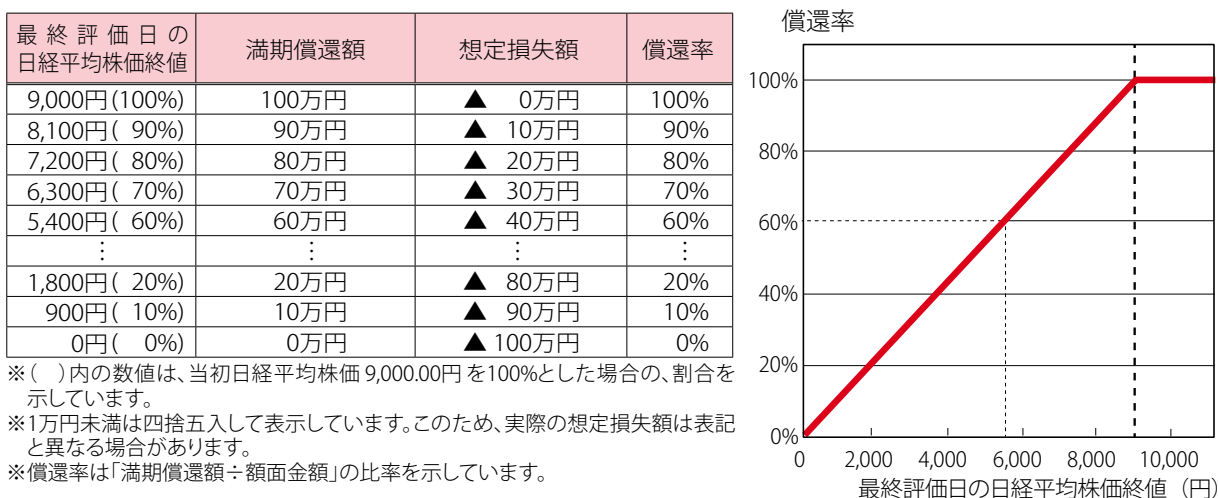 最終評価日の 満期償還額 想定損失額 償還率
日経平均株価終値
9,000円(100%) 100万円 ▲ 0万円 100%
8,100円( 90%) 90万円 ▲ 10万円 90%
7,200円( 80%) 80万円 ▲ 20万円 80%
6,300円( 70%) 70万円 ▲ 30万円 70%
5,400円( 60%) 60万円 ▲ 40万円 60%
⋮ ⋮ ⋮ ⋮
1,800円( 20%) 20万円 ▲ 80万円 20%
900円( 10%) 10万円 ▲ 90万円 10%
0円( 0%) 0万円 ▲ 100万円 0%
※( )内の数値は、当初日経平均株価 9,000.00円を100%とした場合の、割合を
示しています。
※1万円未満は四捨五入して表示しています。このため、実際の想定損失額は表記
と異なる場合があります。
※償還率は「満期償還額÷額面金額」の比率を示しています。
償還率
100%
80%
60%
40%
20%
0%
0 2,000 4,000 6,000 8,000 10,000
最終評価日の日経平均株価終値(円)